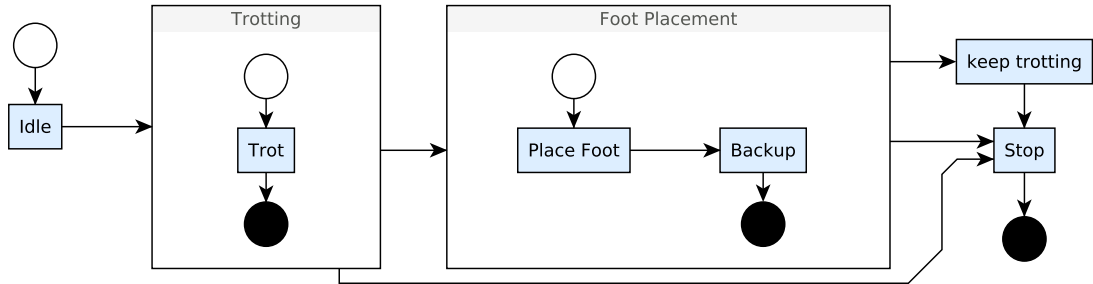 Trotting
Foot Placement
keep trotting
Idle
Trot
Place Foot
Backup
Stop